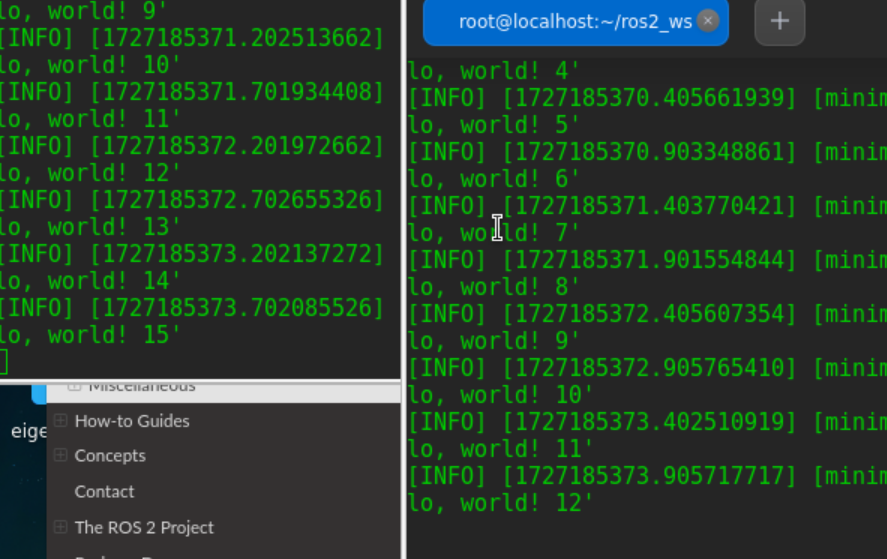 lo, world! 9'
[INFO] [1727185371.202513662]
lo, world! 10'
[INFO] [1727185371.701934408]
lo, world! 11'
[INFO] [1727185372.201972662]
lo, world! 12'
[INFO] [1727185372.702655326]
lo, world! 13'
[INFO] [1727185373.202137272]
lo, world! 14'
[INFO] [1727185373.702085526]
lo, world! 15'
root@localhost:~/ros2_ws
lo, world! 4'
[INFO] [1727185370.405661939] [minim
lo, world! 5'
[INFO] [1727185370.903348861] [minim
lo, world! 6'
[INFO] [1727185371.403770421] [minim
lo, world! 7'
[INFO] [1727185371.901554844] [minim
lo, world! 8'
[INFO] [1727185372.405607354] [minim
lo, world! 9'
[INFO] [1727185372.905765410] [minim
lo, world! 10'
[INFO] [1727185373.402510919] [minim
lo, world! 11'
[INFO] [1727185373.905717717] [minim
lo, world! 12'
Miscellaneous
How-to Guides
Concepts
Contact
The ROS 2 Project
eige